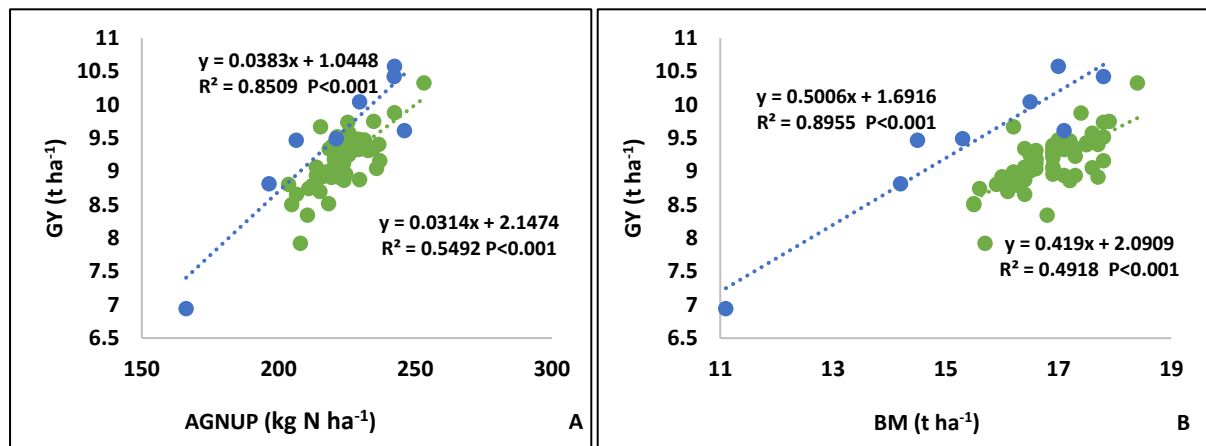 11
10.5
10
9.5
9
8.5
8
7.5
7
6.5
GY (t ha⁻¹)
y = 0.0383x + 1.0448
R² = 0.8509 P<0.001
y = 0.0314x + 2.1474
R² = 0.5492 P<0.001
150 200 250 300
AGNUP (kg N ha⁻¹) A
11
10.5
10
9.5
9
8.5
8
7.5
7
6.5
GY (t ha⁻¹)
y = 0.5006x + 1.6916
R² = 0.8955 P<0.001
y = 0.419x + 2.0909
R² = 0.4918 P<0.001
11 13 15 17 19
BM (t ha⁻¹) B